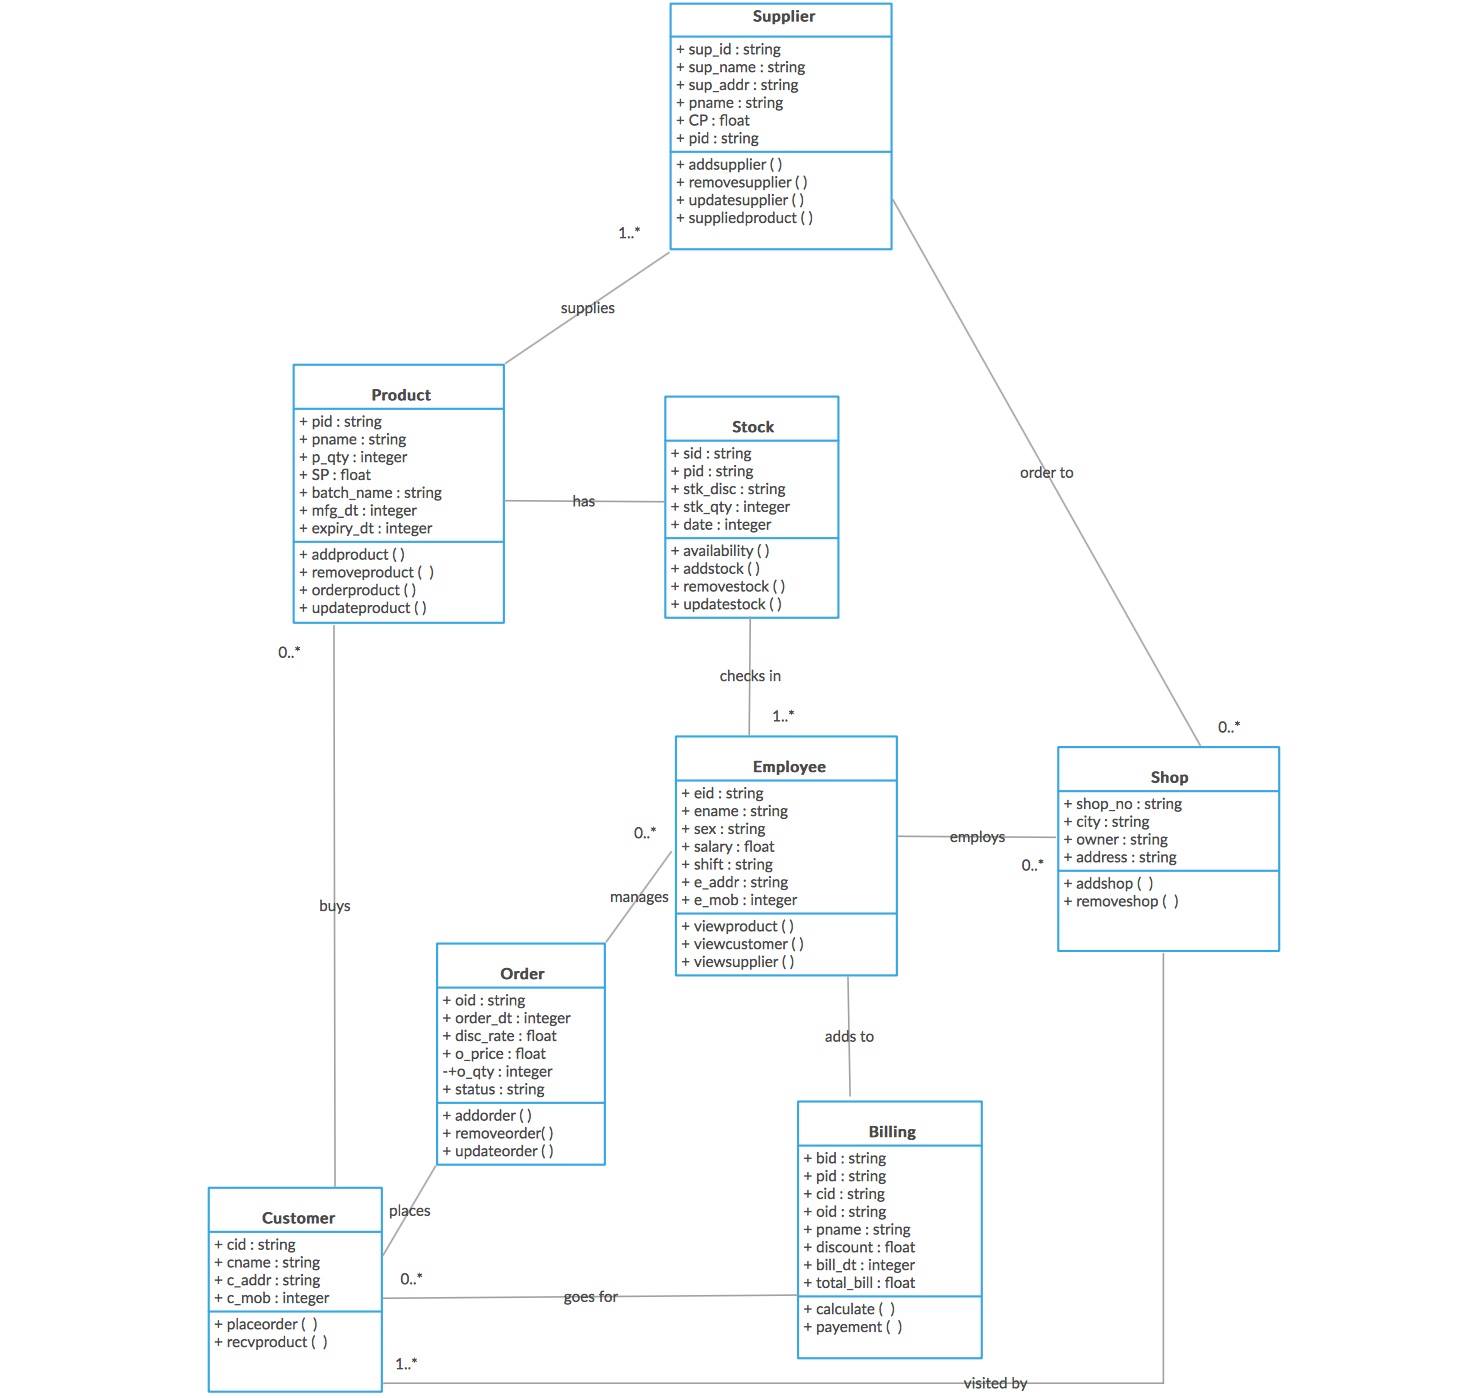 Supplier
+ sup_id : string
+ sup_name : string
+ sup_addr : string
+ pname : string
+ CP : float
+ pid : string
+ addsupplier ( )
+ removesupplier ( )
+ updatesupplier ( )
+ suppliedproduct ( )
1..*
supplies
Product
+ pid : string
+ pname : string
+ p_qty : integer
+ SP : float
+ batch_name : string
+ mfg_dt : integer
+ expiry_dt : integer
+ addproduct ( )
+ removeproduct ( )
+ orderproduct ( )
+ updateproduct ( )
has
Stock
+ sid : string
+ pid : string
+ stk_disc : string
+ stk_qty : integer
+ date : integer
+ availability ( )
+ addstock ( )
+ removestock ( )
+ updatestock ( )
order to
0..*
checks in
1..*
0..*
Employee
+ eid : string
+ ename : string
+ sex : string
+ salary : float
+ shift : string
+ e_addr : string
+ e_mob : integer
+ viewproduct ( )
+ viewcustomer ( )
+ viewsupplier ( )
employs
0..*
Shop
+ shop_no : string
+ city : string
+ owner : string
+ address : string
+ addshop ( )
+ removeshop ( )
0..*
manages
buys
Order
+ oid : string
+ order_dt : integer
+ disc_rate : float
+ o_price : float
-+o_qty : integer
+ status : string
+ addorder ( )
+ removeorder( )
+ updateorder ( )
adds to
Billing
+ bid : string
+ pid : string
+ cid : string
+ oid : string
+ pname : string
+ discount : float
+ bill_dt : integer
+ total_bill : float
+ calculate ( )
+ payement ( )
places
Customer
+ cid : string
+ cname : string
+ c_addr : string
+ c_mob : integer
+ placeorder ( )
+ recvproduct ( )
0..*
goes for
1..*
visited by